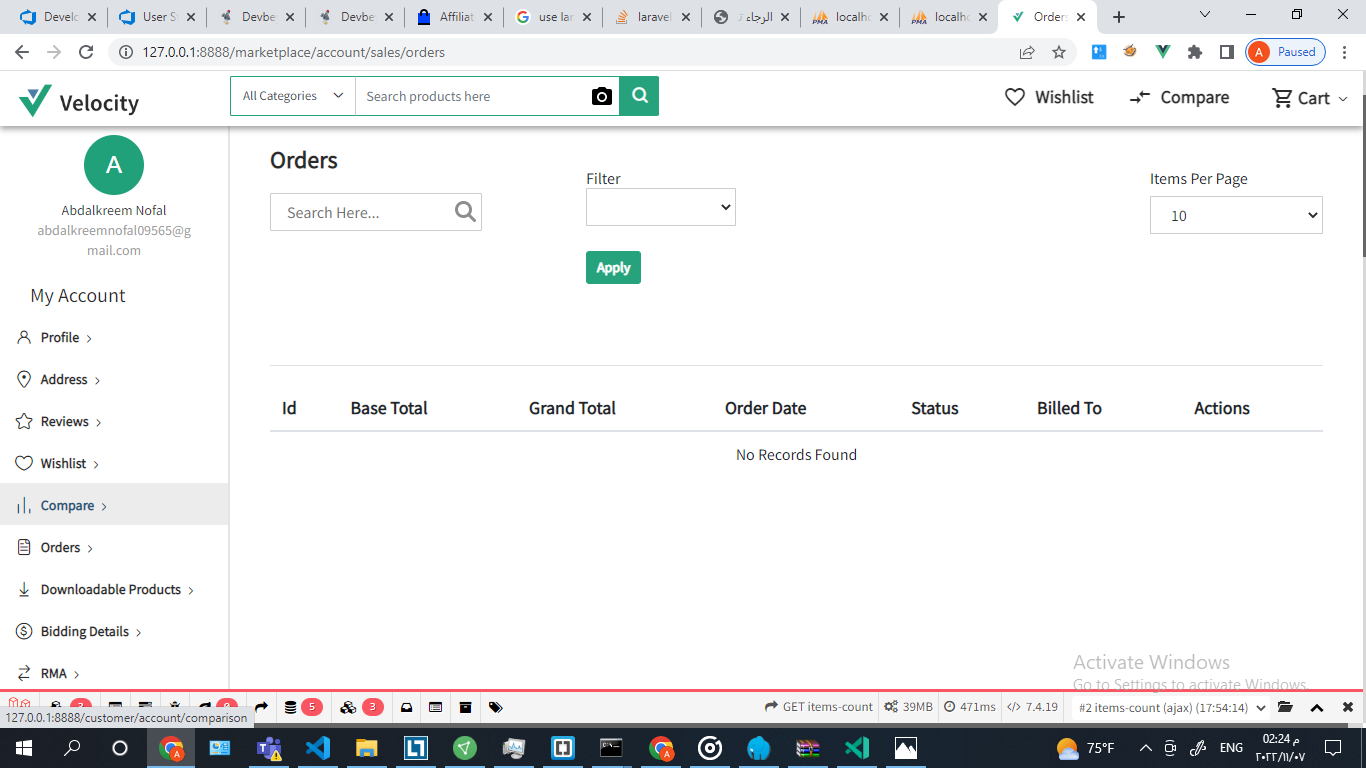 Develo
User S
Devbe
Devbe
Affiliat
use lar
laravel
الرجاء ت
localho
localho
Orders
127.0.0.1:8888/marketplace/account/sales/orders
A Paused
Velocity
All Categories
Search products here
Wishlist
Compare
Cart
A
Abdalkreem Nofal
abdalkreemnofal09565@g
mail.com
My Account
Profile
Address
Reviews
Wishlist
Compare
Orders
Downloadable Products
Bidding Details
RMA
Orders
Search Here...
Filter
Apply
Items Per Page
10
Id Base Total Grand Total Order Date Status Billed To Actions
No Records Found
Activate Windows
Go to Settings to activate Windows.
5
3
GET items-count
39MB
471ms
7.4.19
#2 items-count (ajax) (17:54:14)
127.0.0.1:8888/customer/account/comparison
75°F
ENG
02:24 م
٢٠٢٢/١١/٠٧